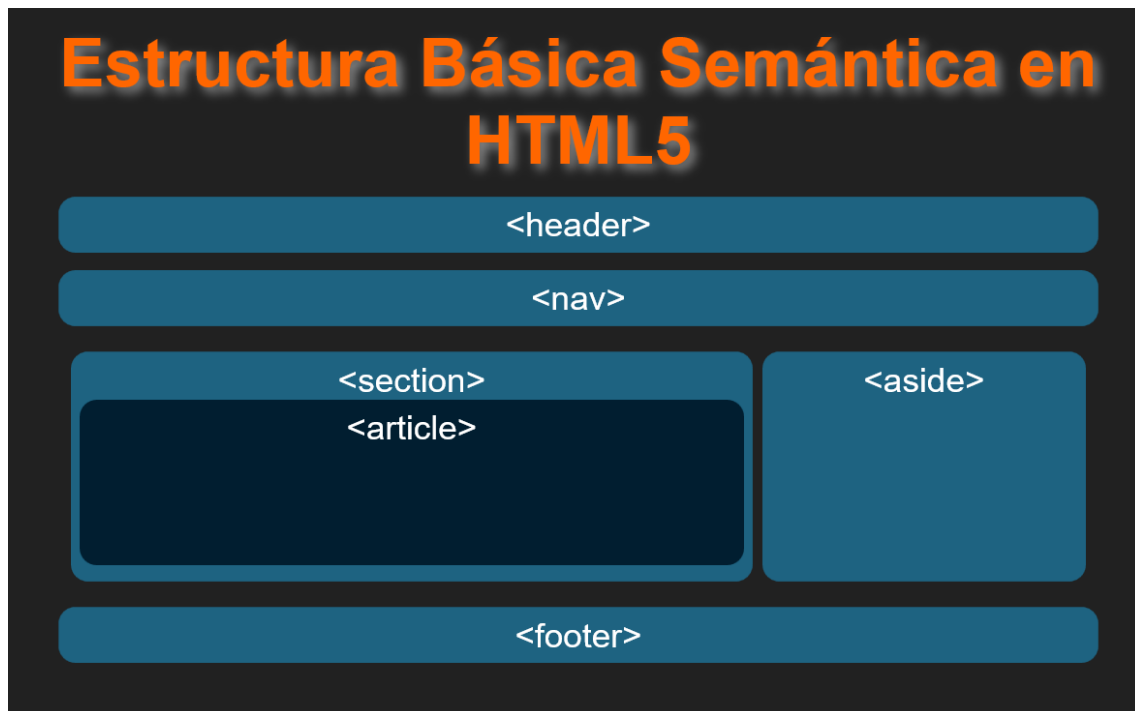 Estructura Básica Semántica en
HTML5
<header>
<nav>
<section>
<aside>
<article>
<footer>